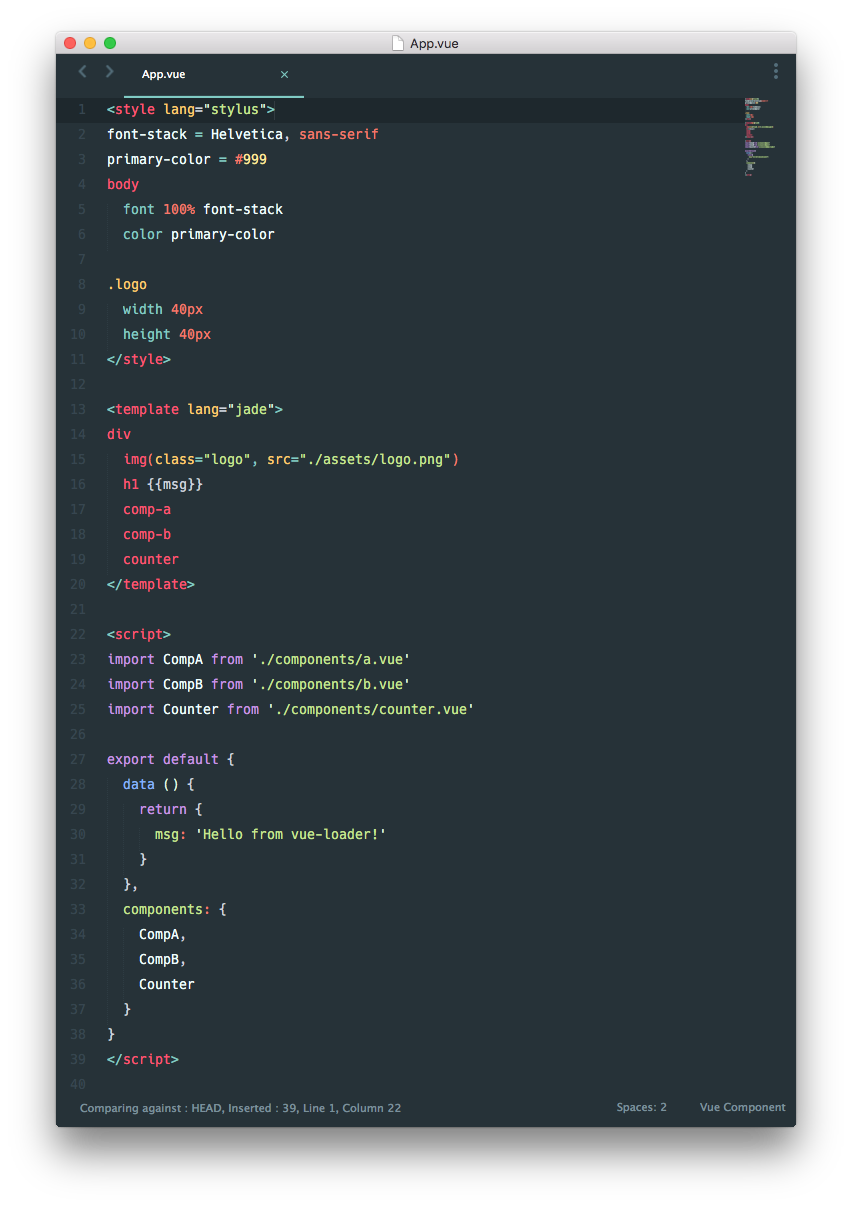 App.vue
App.vue ×
1 <style lang="stylus">
2 font-stack = Helvetica, sans-serif
3 primary-color = #999
4 body
5   font 100% font-stack
6   color primary-color
7
8 .logo
9   width 40px
10   height 40px
11 </style>
12
13 <template lang="jade">
14 div
15   img(class="logo", src="./assets/logo.png")
16   h1 {{msg}}
17   comp-a
18   comp-b
19   counter
20 </template>
21
22 <script>
23 import CompA from './components/a.vue'
24 import CompB from './components/b.vue'
25 import Counter from './components/counter.vue'
26
27 export default {
28   data () {
29     return {
30       msg: 'Hello from vue-loader!'
31     }
32   },
33   components: {
34     CompA,
35     CompB,
36     Counter
37   }
38 }
39 </script>
40
Comparing against : HEAD, Inserted : 39, Line 1, Column 22 Spaces: 2 Vue Component